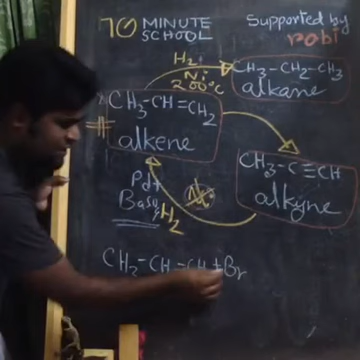 10 MINUTE
SCHOOL
Supported by
robi
H₂
Ni
200°C
CH₃-CH=CH₂
alkene
CH₃-CH₂-CH₃
alkane
CH₃-C≡CH
alkyne
Pd+
BaSO₄
H₂
CH₂-CH=CH+Br